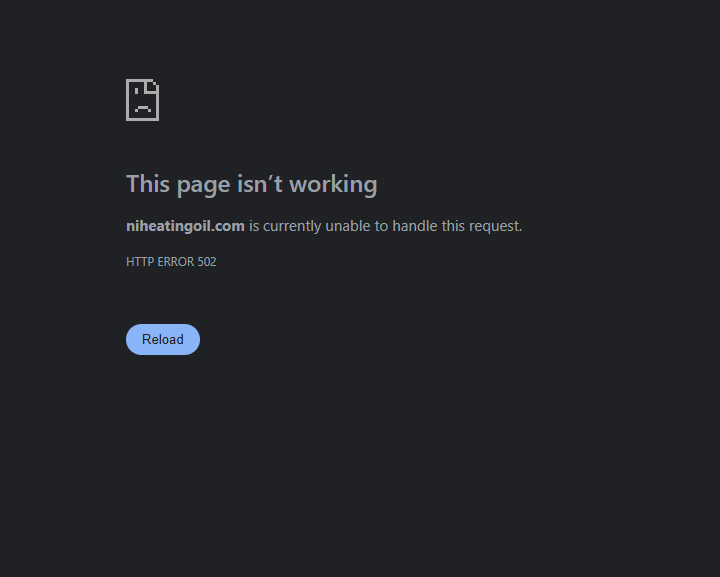 This page isn’t working
niheatingoil.com is currently unable to handle this request.
HTTP ERROR 502
Reload